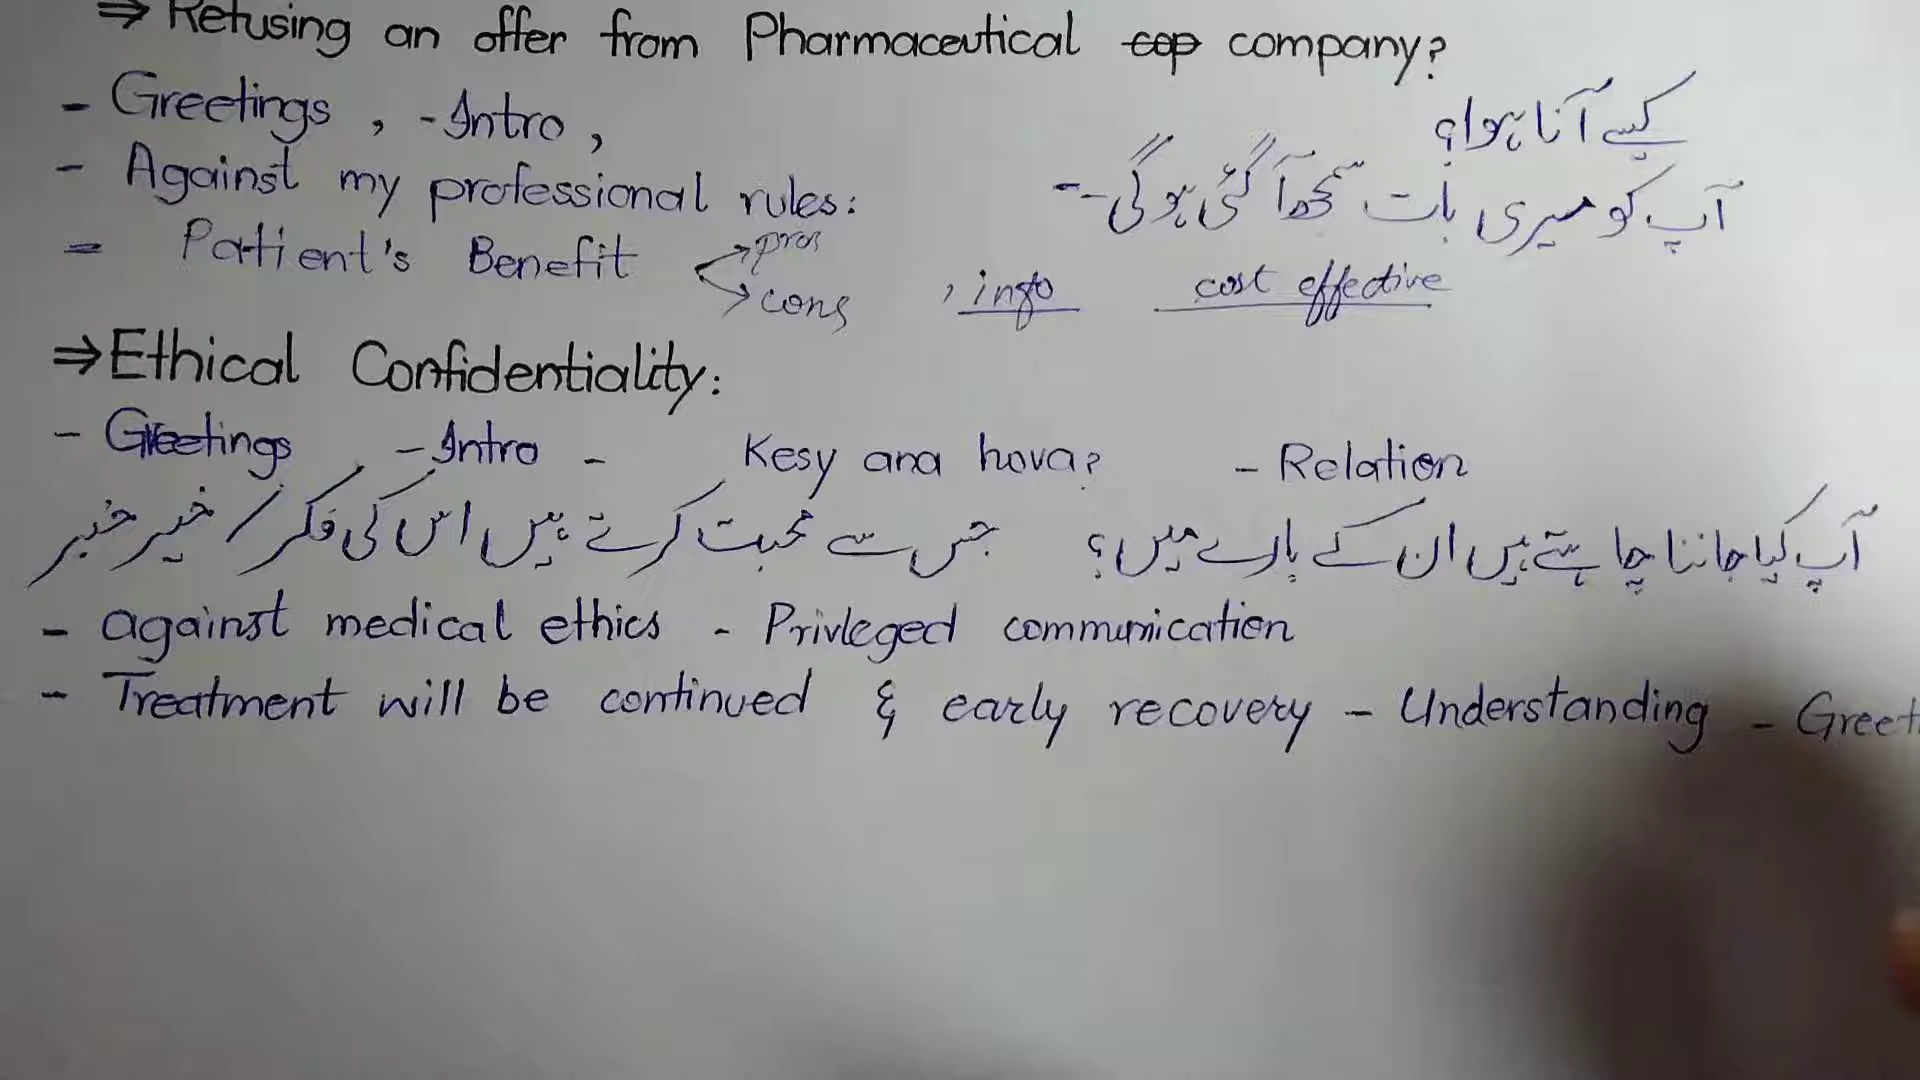 ⇒ Refusing an offer from Pharmaceutical cop company?
- Greetings , - Intro , کیسے آنا ہوا؟
- Against my professional rules: آپ کو میری بات سمجھ آ گئی ہو گی --
= Patient's Benefit pros cons , info cost effective
⇒ Ethical Confidentiality:
- Greetings - Intro - Kesy ana hova? - Relation
آپ کیا جاننا چاہتے ہیں ان کے بارے میں؟ جس سے محبت کرتے ہیں اس کی فکر / خیر خبر
- against medical ethics - Privleged communication
- Treatment will be continued & early recovery - Understanding - Greet